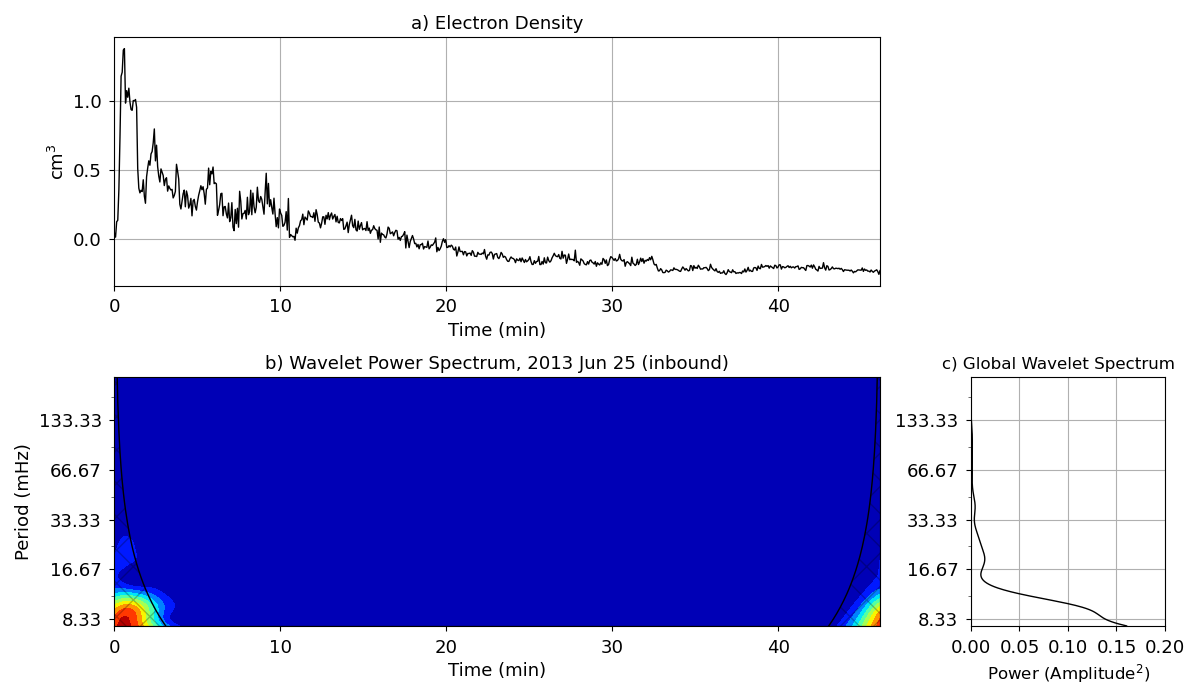 a) Electron Density
cm³
1.0
0.5
0.0
0 10 20 30 40
Time (min)
b) Wavelet Power Spectrum, 2013 Jun 25 (inbound)
Period (mHz)
133.33
66.67
33.33
16.67
8.33
0 10 20 30 40
Time (min)
c) Global Wavelet Spectrum
133.33
66.67
33.33
16.67
8.33
0.00 0.05 0.10 0.15 0.20
Power (Amplitude²)